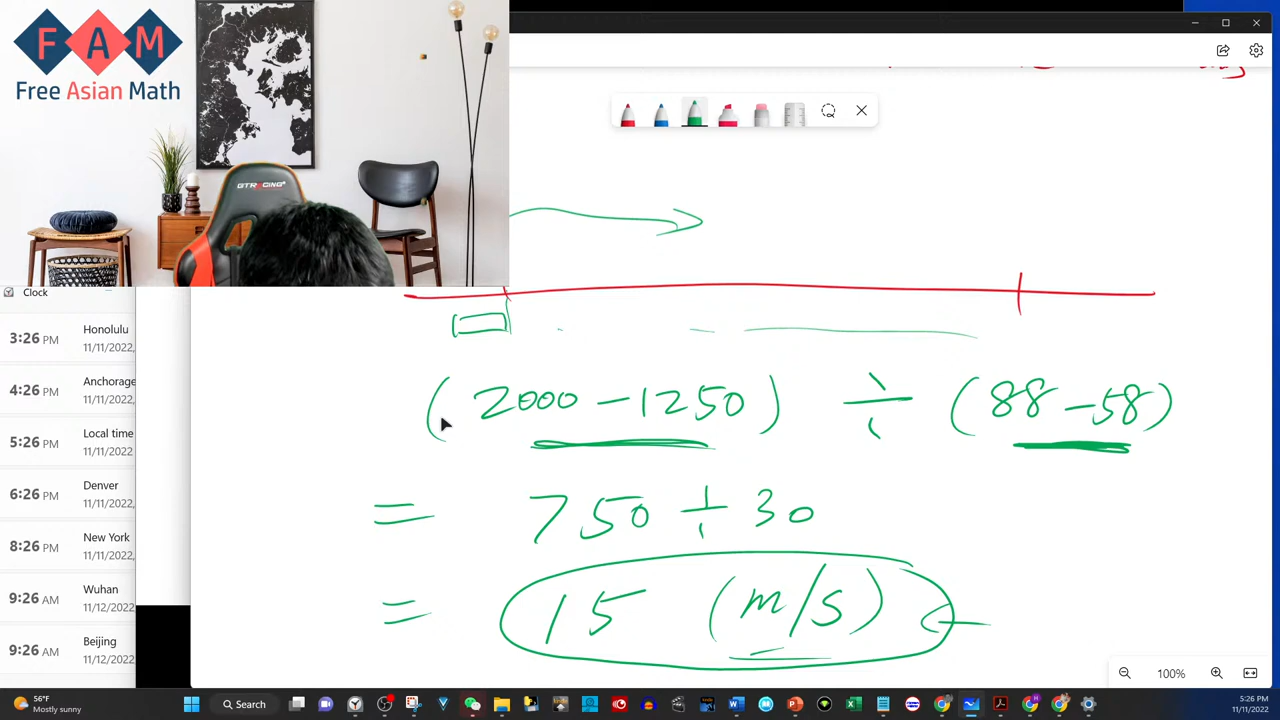 FAM
Free Asian Math
GTRACING
Clock
3:26 PM Honolulu 11/11/2022,
4:26 PM Anchorage 11/11/2022,
5:26 PM Local time 11/11/2022
6:26 PM Denver 11/11/2022,
8:26 PM New York 11/11/2022,
9:26 AM Wuhan 11/12/2022
9:26 AM Beijing 11/12/2022
(2000-1250) ÷ (88-58)
= 750 ÷ 30
= 15 (m/s)
100%
56°F
Mostly sunny
Search
5:26 PM
11/11/2022